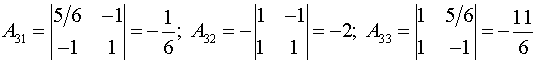 A₃₁ = |5/6 −1; −1 1| = −1/6; A₃₂ = −|1 −1; 1 1| = −2; A₃₃ = |1 5/6; 1 −1| = −11/6